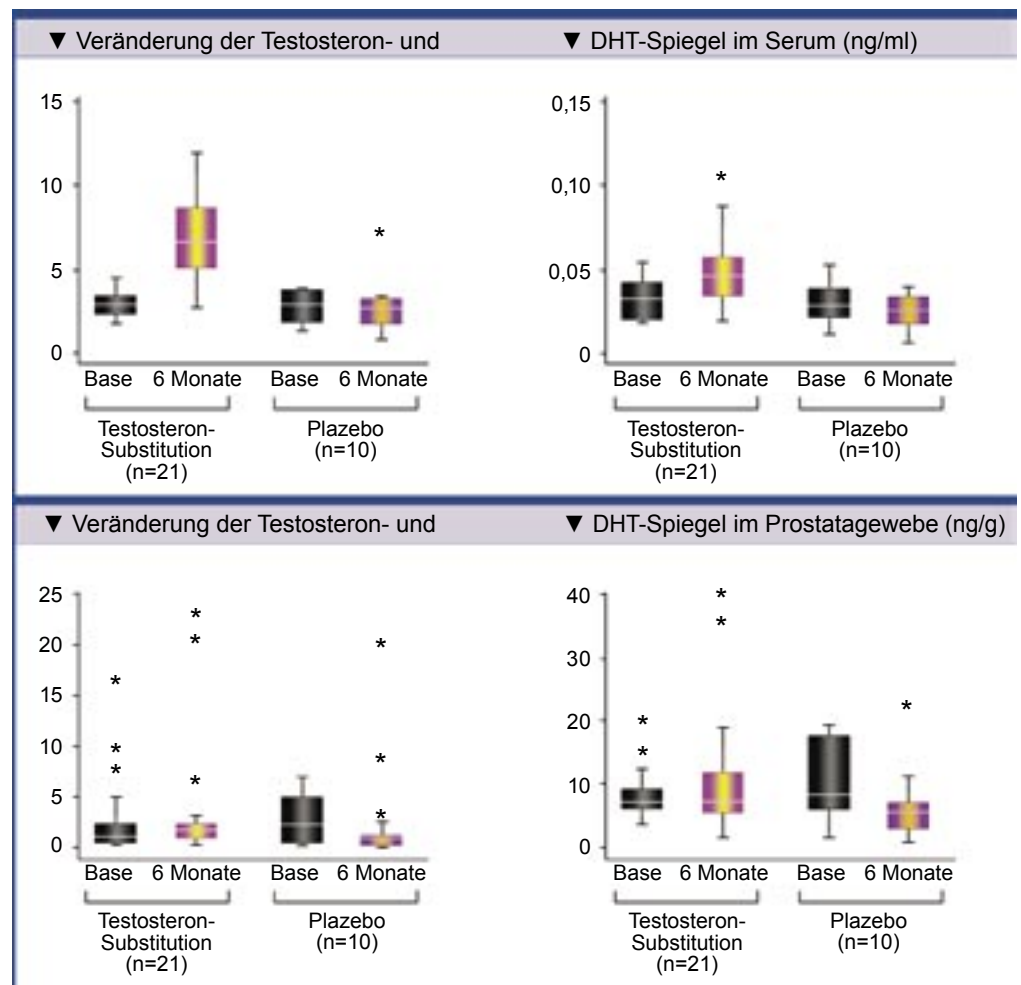 ▼ Veränderung der Testosteron- und
▼ DHT-Spiegel im Serum (ng/ml)
15
10
5
0
Base 6 Monate Base 6 Monate
Testosteron-
Substitution
(n=21)
Plazebo
(n=10)
0,15
0,10
0,05
0
*
*
Base 6 Monate Base 6 Monate
Testosteron-
Substitution
(n=21)
Plazebo
(n=10)
▼ Veränderung der Testosteron- und
▼ DHT-Spiegel im Prostatagewebe (ng/g)
25
20
15
10
5
0
Base 6 Monate Base 6 Monate
Testosteron-
Substitution
(n=21)
Plazebo
(n=10)
40
30
20
10
0
Base 6 Monate Base 6 Monate
Testosteron-
Substitution
(n=21)
Plazebo
(n=10)